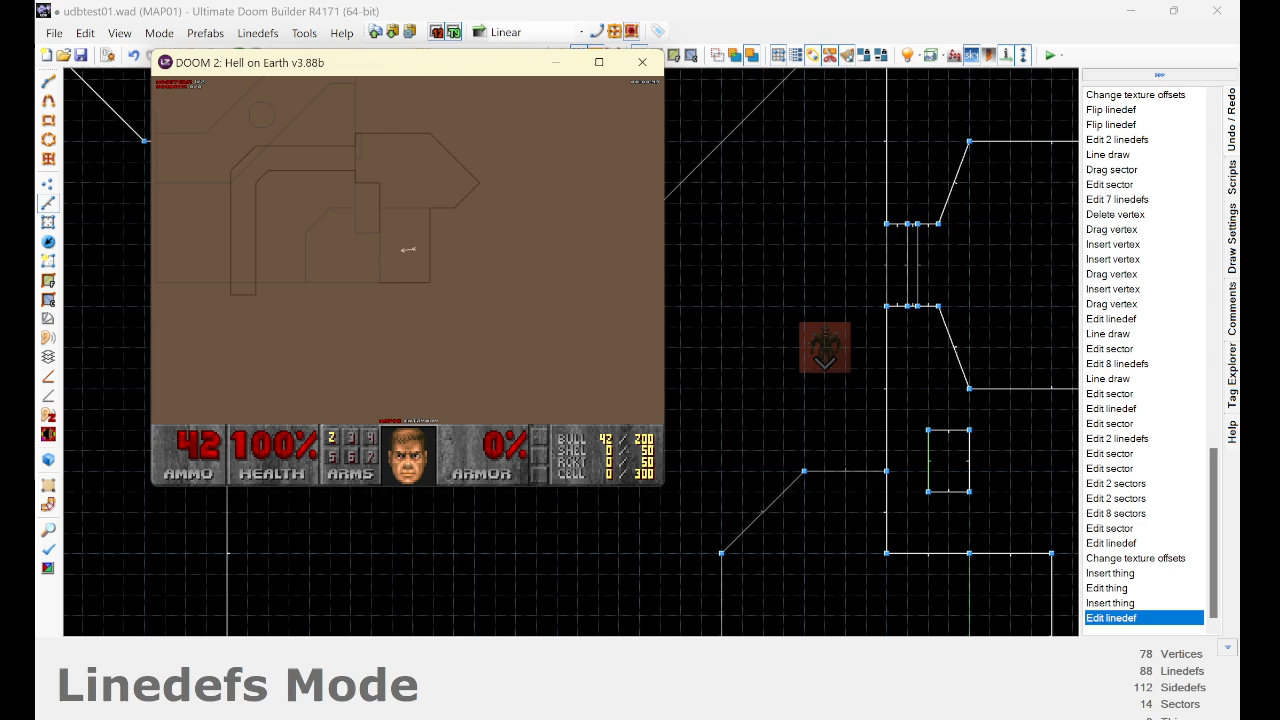 udbtest01.wad (MAP01) - Ultimate Doom Builder R4171 (64-bit)
File Edit View Mode Prefabs Linedefs Tools Help
Linear
DOOM 2: Hell on Earth v3.88b
Change texture offsets
Flip linedef
Flip linedef
Edit 2 linedefs
Line draw
Drag sector
Edit sector
Edit 7 linedefs
Delete vertex
Drag vertex
Insert vertex
Insert vertex
Drag vertex
Insert vertex
Drag vertex
Edit linedef
Line draw
Edit sector
Edit 8 linedefs
Line draw
Edit sector
Edit linedef
Edit sector
Edit linedefs
Edit sector
Edit sector
Edit 2 sectors
Edit 2 sectors
Edit 8 sectors
Edit sector
Edit linedef
Change texture offsets
Insert thing
Edit thing
Insert thing
Edit linedef
Undo / Redo
Scripts
Draw Settings
Comments
Tag Explorer
Help
42 100% 2 3 4 0% BULL 42 / 200
5 6 7 SHEL 0 / 50
RCKT 0 / 50
AMMO HEALTH ARMS ARMOR CELL 0 / 300
Linedefs Mode
78 Vertices
88 Linedefs
112 Sidedefs
14 Sectors